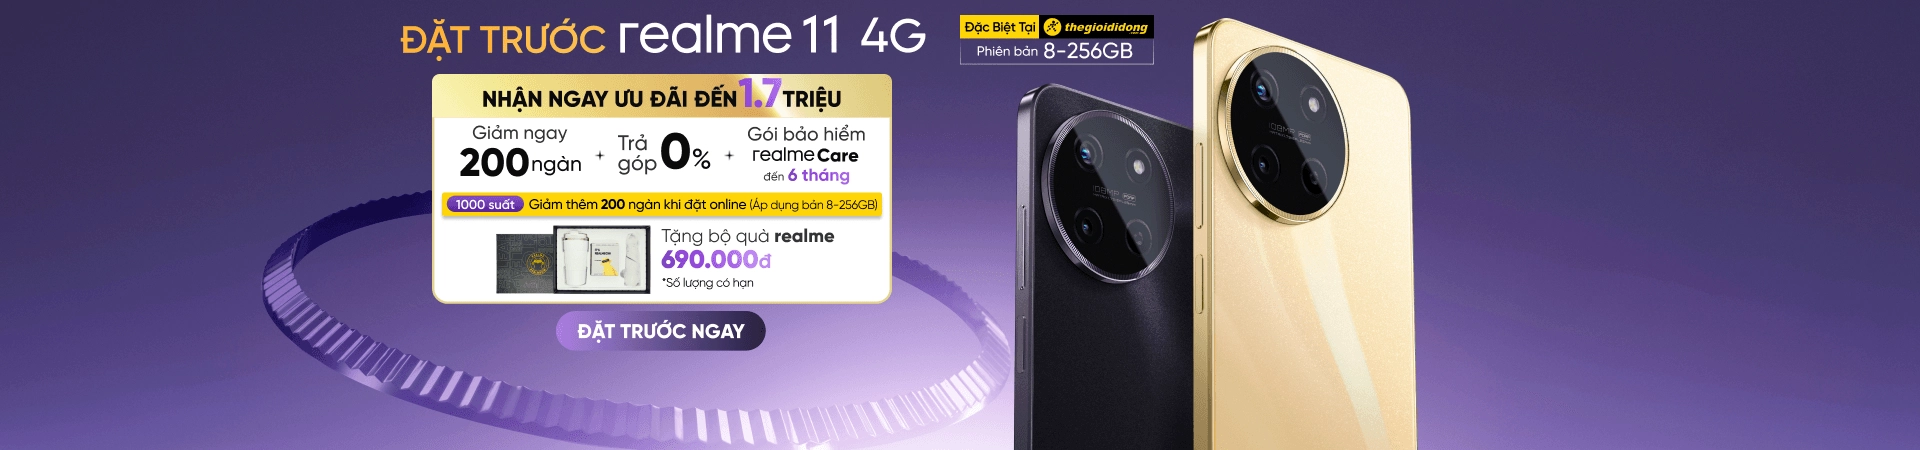 ĐẶT TRƯỚC realme 11 4G
Đặc Biệt Tại thegioididong.com
Phiên bản 8-256GB
NHẬN NGAY ƯU ĐÃI ĐẾN 1.7 TRIỆU
Giảm ngay
200 ngàn
+
Trả góp 0%
+
Gói bảo hiểm
realme Care
đến 6 tháng
1000 suất Giảm thêm 200 ngàn khi đặt online (Áp dụng bản 8-256GB)
Tặng bộ quà realme
690.000đ
*Số lượng có hạn
ĐẶT TRƯỚC NGAY
108MP
108MP